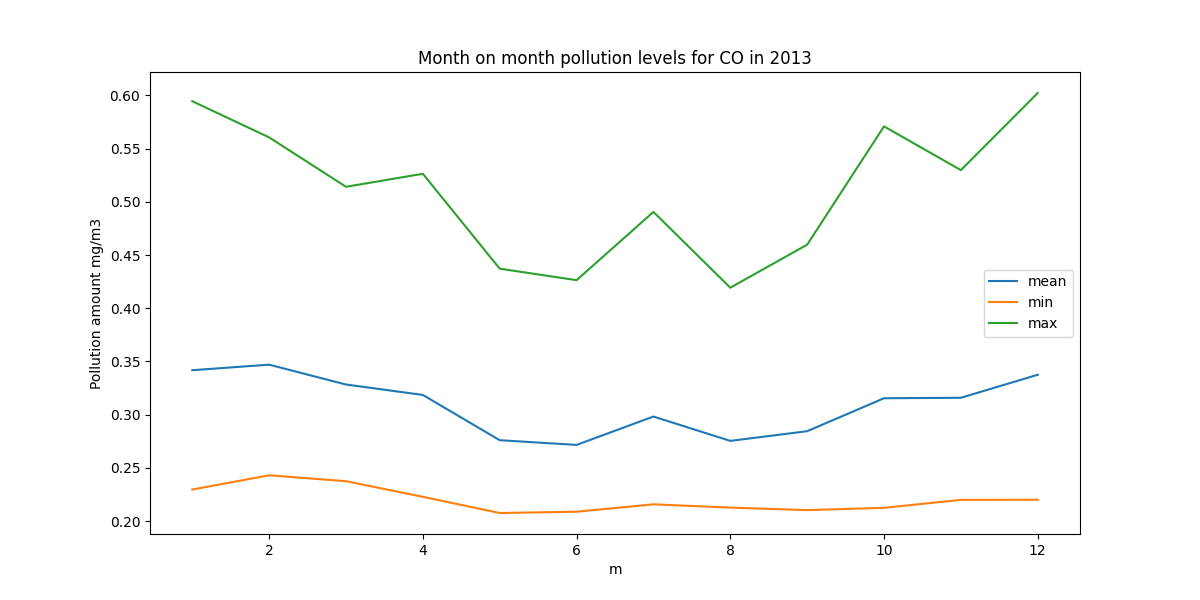 Month on month pollution levels for CO in 2013
Pollution amount mg/m3
0.60
0.55
0.50
0.45
0.40
0.35
0.30
0.25
0.20
mean
min
max
2 4 6 8 10 12
m